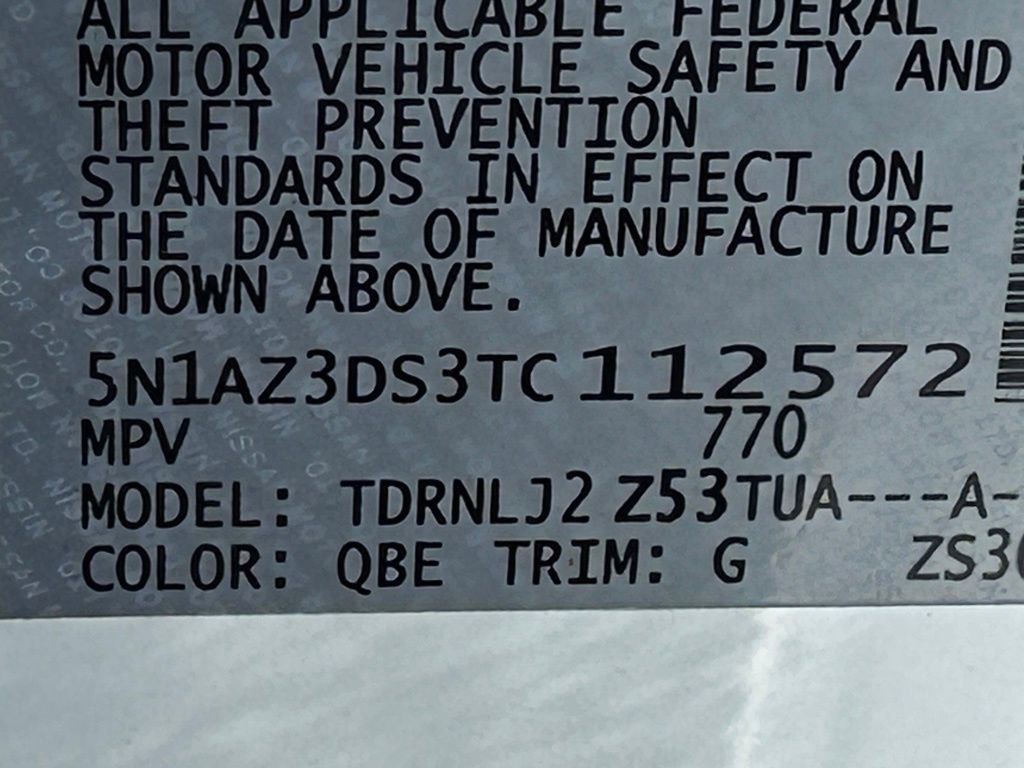 ALL APPLICABLE FEDERAL
MOTOR VEHICLE SAFETY AND
THEFT PREVENTION
STANDARDS IN EFFECT ON
THE DATE OF MANUFACTURE
SHOWN ABOVE.
5N1AZ3DS3TC112572
MPV 770
MODEL: TDRNLJ2 Z53TUA---A-
COLOR: QBE TRIM: G ZS3